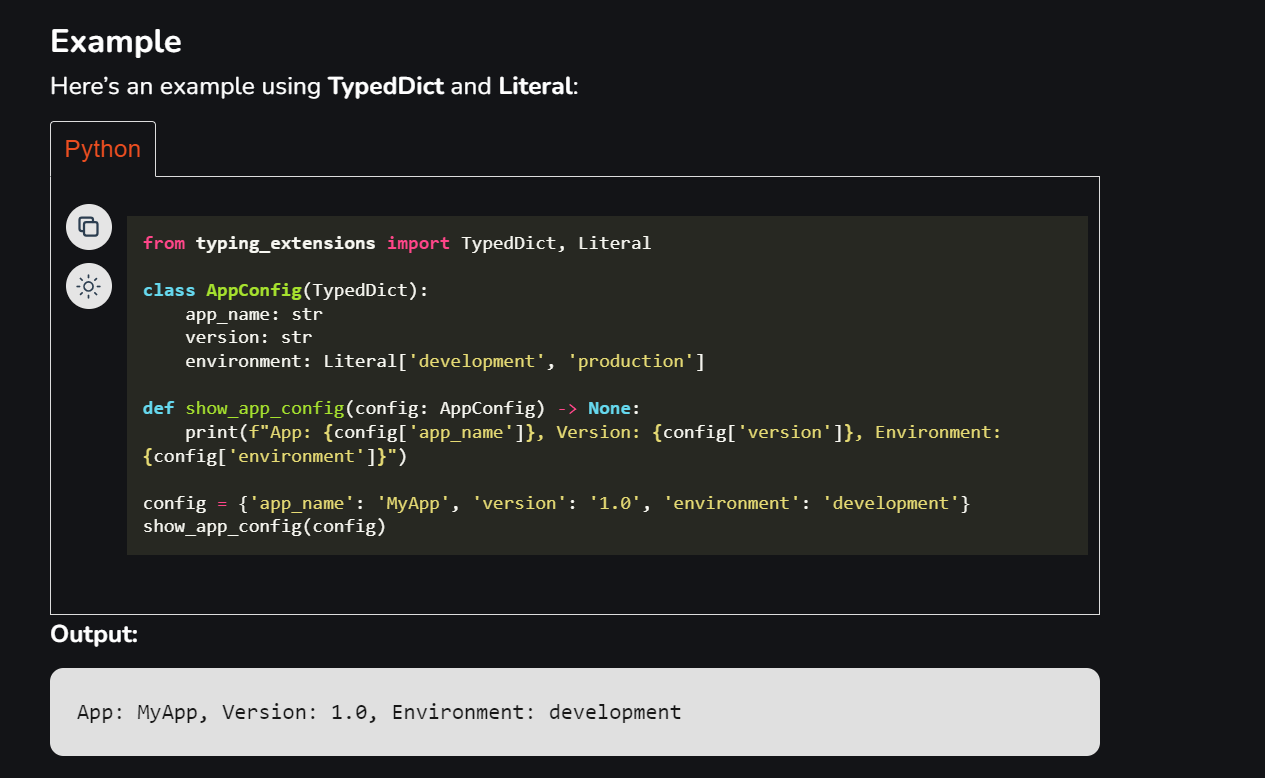 Example
Here’s an example using TypedDict and Literal:
Python
from typing_extensions import TypedDict, Literal
class AppConfig(TypedDict):
    app_name: str
    version: str
    environment: Literal['development', 'production']
def show_app_config(config: AppConfig) -> None:
    print(f"App: {config['app_name']}, Version: {config['version']}, Environment:
{config['environment']}")
config = {'app_name': 'MyApp', 'version': '1.0', 'environment': 'development'}
show_app_config(config)
Output:
App: MyApp, Version: 1.0, Environment: development